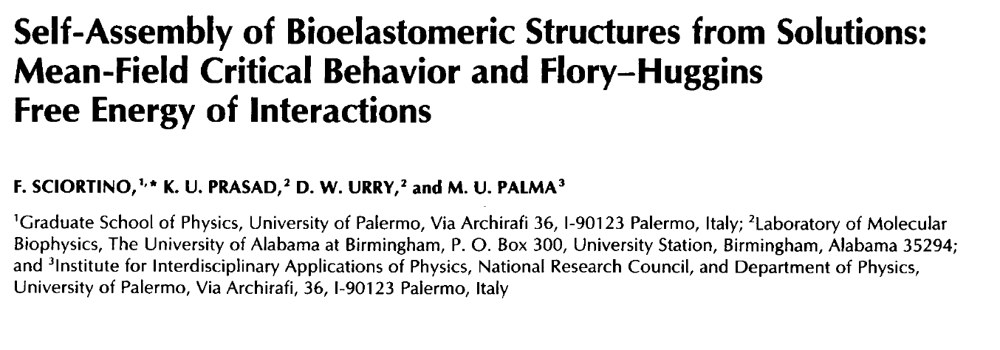 Self-Assembly of Bioelastomeric Structures from Solutions:
Mean-Field Critical Behavior and Flory–Huggins
Free Energy of Interactions
F. SCIORTINO,¹,* K. U. PRASAD,² D. W. URRY,² and M. U. PALMA³
¹Graduate School of Physics, University of Palermo, Via Archirafi 36, I-90123 Palermo, Italy; ²Laboratory of Molecular
Biophysics, The University of Alabama at Birmingham, P. O. Box 300, University Station, Birmingham, Alabama 35294;
and ³Institute for Interdisciplinary Applications of Physics, National Research Council, and Department of Physics,
University of Palermo, Via Archirafi, 36, I-90123 Palermo, Italy